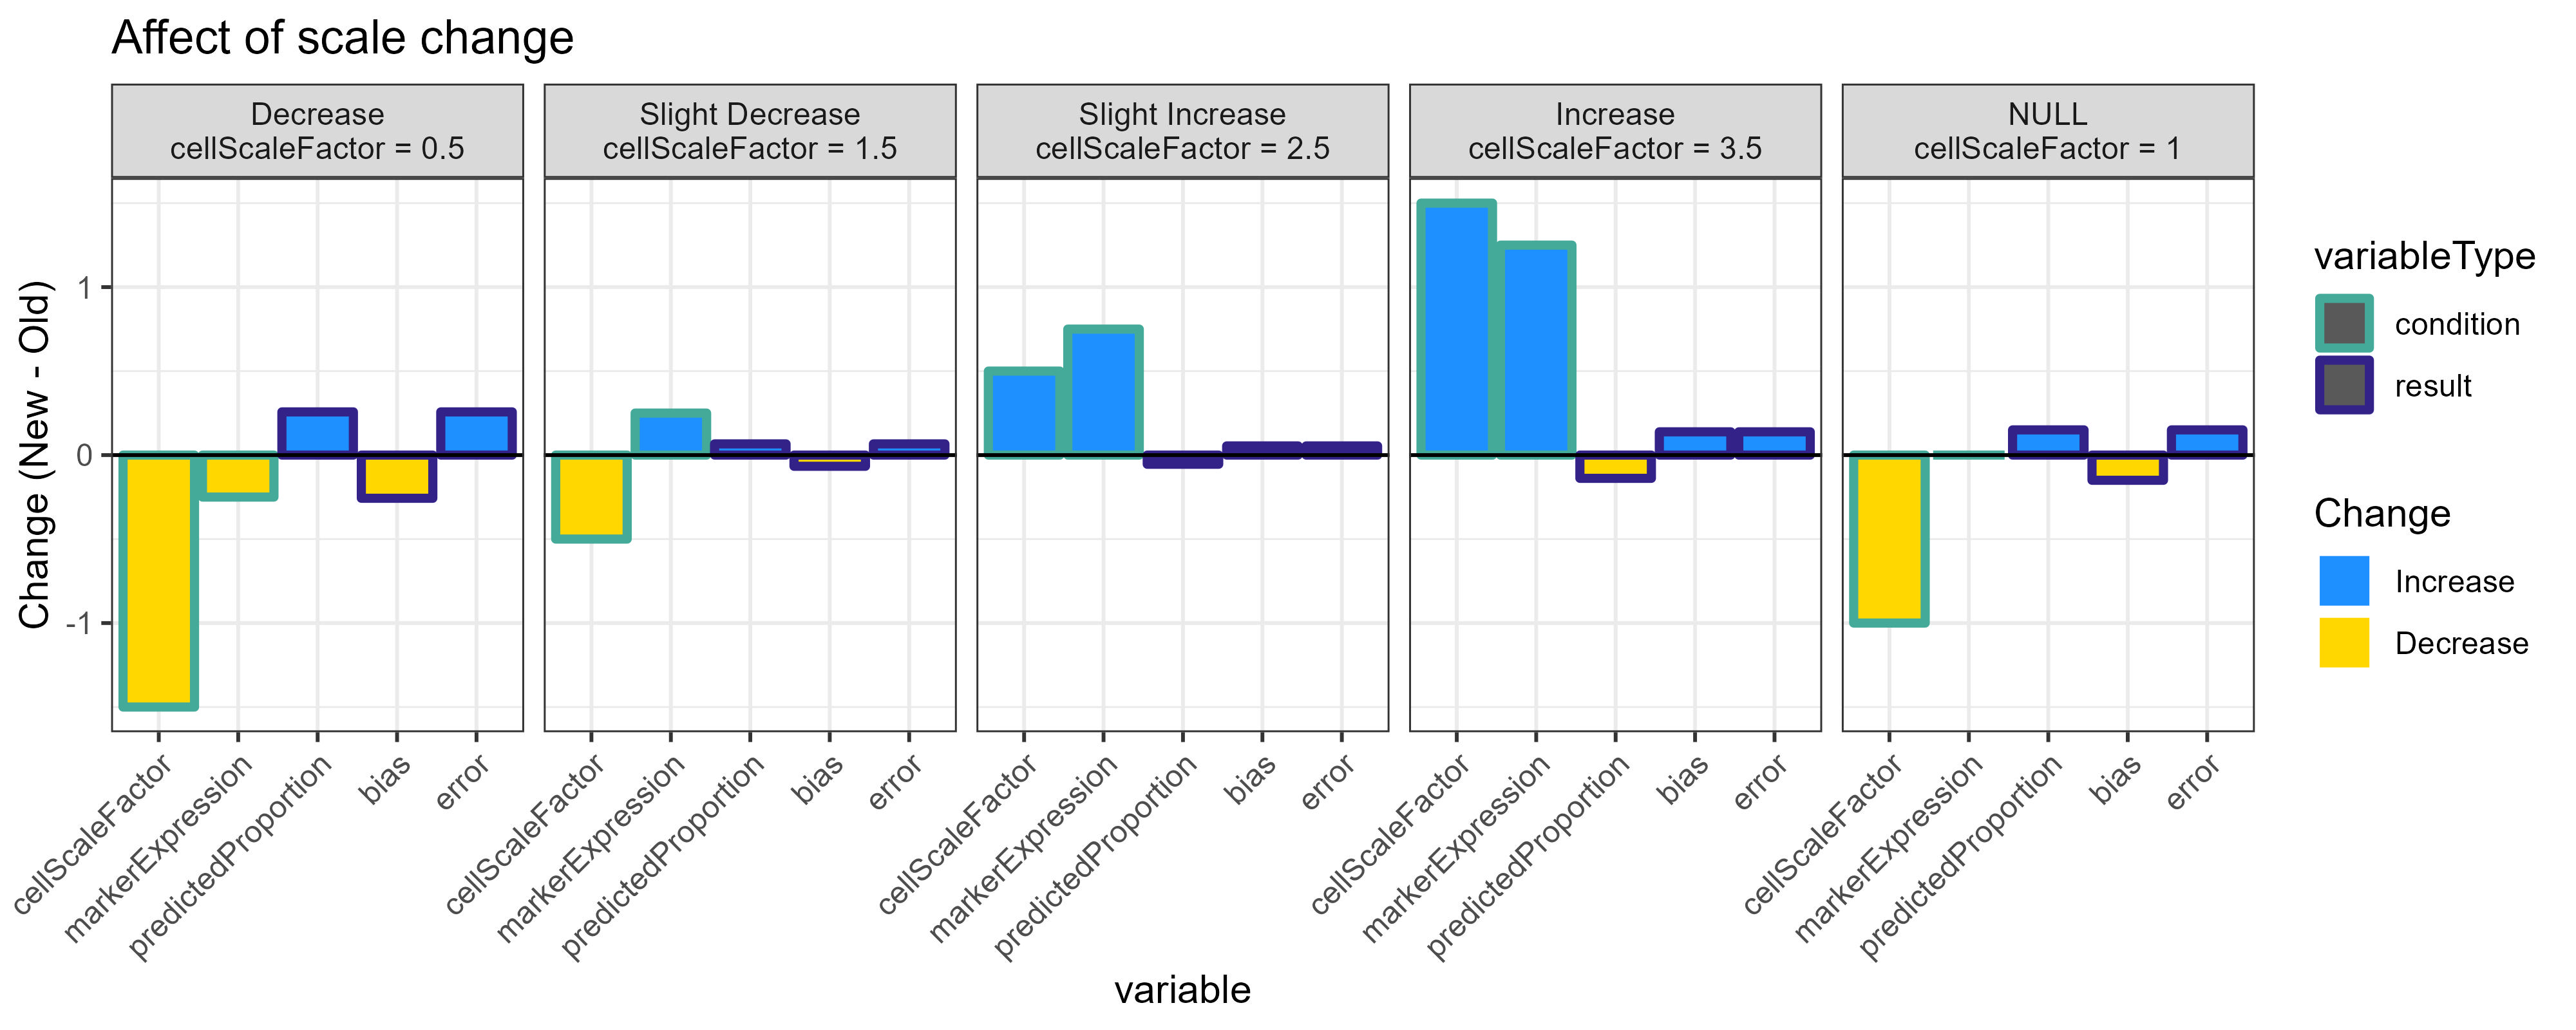 Affect of scale change
Decrease
cellScaleFactor = 0.5
Slight Decrease
cellScaleFactor = 1.5
Slight Increase
cellScaleFactor = 2.5
Increase
cellScaleFactor = 3.5
NULL
cellScaleFactor = 1
Change (New - Old)
1
0
-1
cellScaleFactor
markerExpression
predictedProportion
bias
error
cellScaleFactor
markerExpression
predictedProportion
bias
error
cellScaleFactor
markerExpression
predictedProportion
bias
error
cellScaleFactor
markerExpression
predictedProportion
bias
error
cellScaleFactor
markerExpression
predictedProportion
bias
error
variable
variableType
condition
result
Change
Increase
Decrease